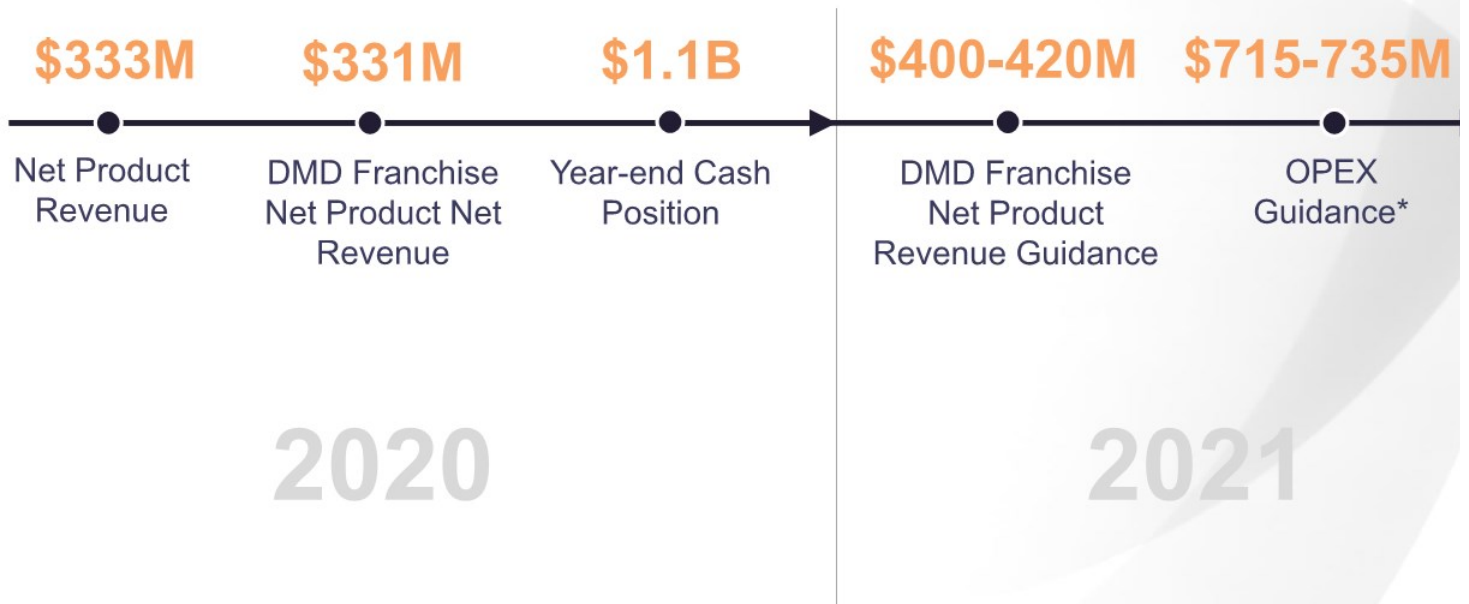 $333M
Net Product
Revenue
$331M
DMD Franchise
Net Product Net
Revenue
$1.1B
Year-end Cash
Position
2020
$400-420M
DMD Franchise
Net Product
Revenue Guidance
$715-735M
OPEX
Guidance*
2021